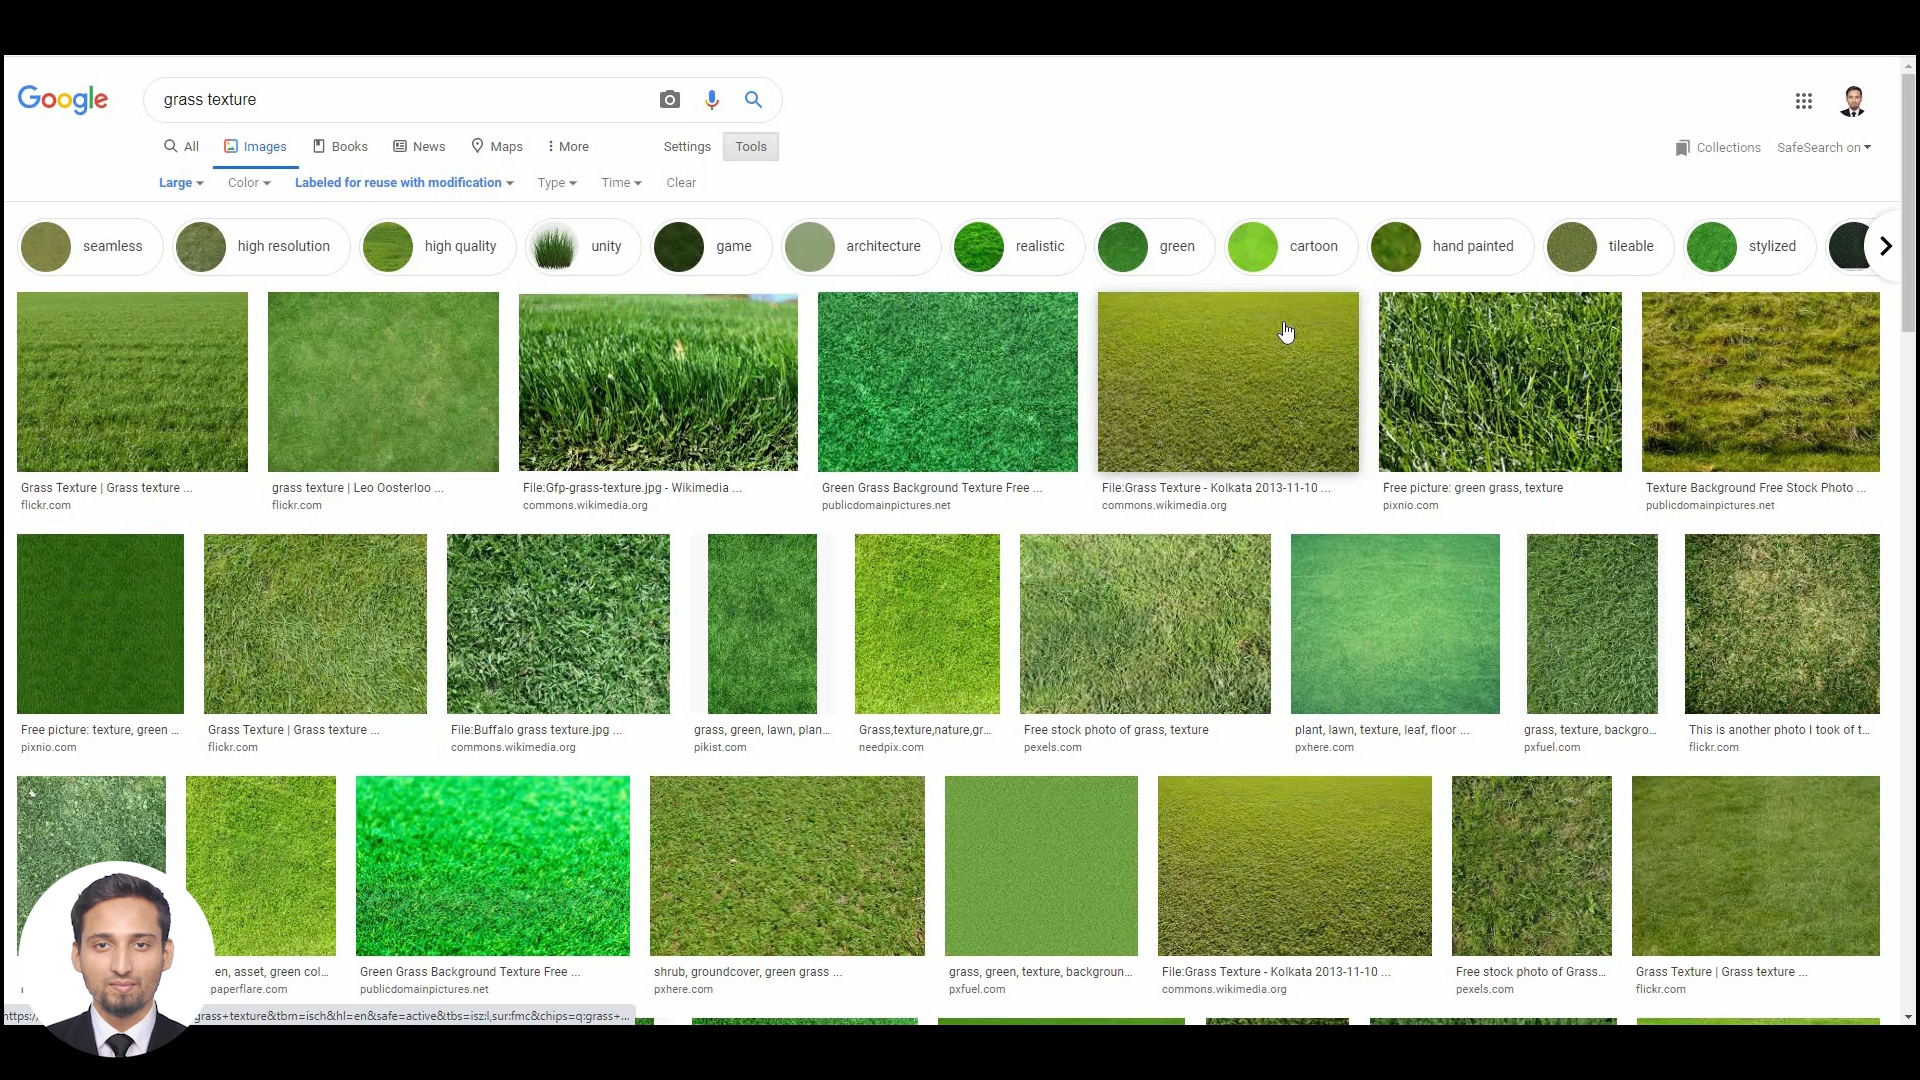 Google
grass texture
All
Images
Books
News
Maps
More
Settings
Tools
Collections
SafeSearch on
Large
Color
Labeled for reuse with modification
Type
Time
Clear
seamless
high resolution
high quality
unity
game
architecture
realistic
green
cartoon
hand painted
tileable
stylized
Grass Texture | Grass texture ...
flickr.com
grass texture | Leo Oosterloo ...
flickr.com
File:Gfp-grass-texture.jpg - Wikimedia ...
commons.wikimedia.org
Green Grass Background Texture Free ...
publicdomainpictures.net
File:Grass Texture - Kolkata 2013-11-10 ...
commons.wikimedia.org
Free picture: green grass, texture
pixnio.com
Texture Background Free Stock Photo ...
publicdomainpictures.net
Free picture: texture, green ...
pixnio.com
Grass Texture | Grass texture ...
flickr.com
File:Buffalo grass texture.jpg ...
commons.wikimedia.org
grass, green, lawn, plan...
pikist.com
Grass,texture,nature,gr...
needpix.com
Free stock photo of grass, texture
pexels.com
plant, lawn, texture, leaf, floor ...
pxhere.com
grass, texture, backgro...
pxfuel.com
This is another photo I took of t...
flickr.com
en, asset, green col...
paperflare.com
Green Grass Background Texture Free ...
publicdomainpictures.net
shrub, groundcover, green grass ...
pxhere.com
grass, green, texture, backgroun...
pxfuel.com
File:Grass Texture - Kolkata 2013-11-10 ...
commons.wikimedia.org
Free stock photo of Grass...
pexels.com
Grass Texture | Grass texture ...
flickr.com
https:/
grass+texture&tbm=isch&hl=en&safe=active&tbs=isz:l,sur:fmc&chips=q:grass+...